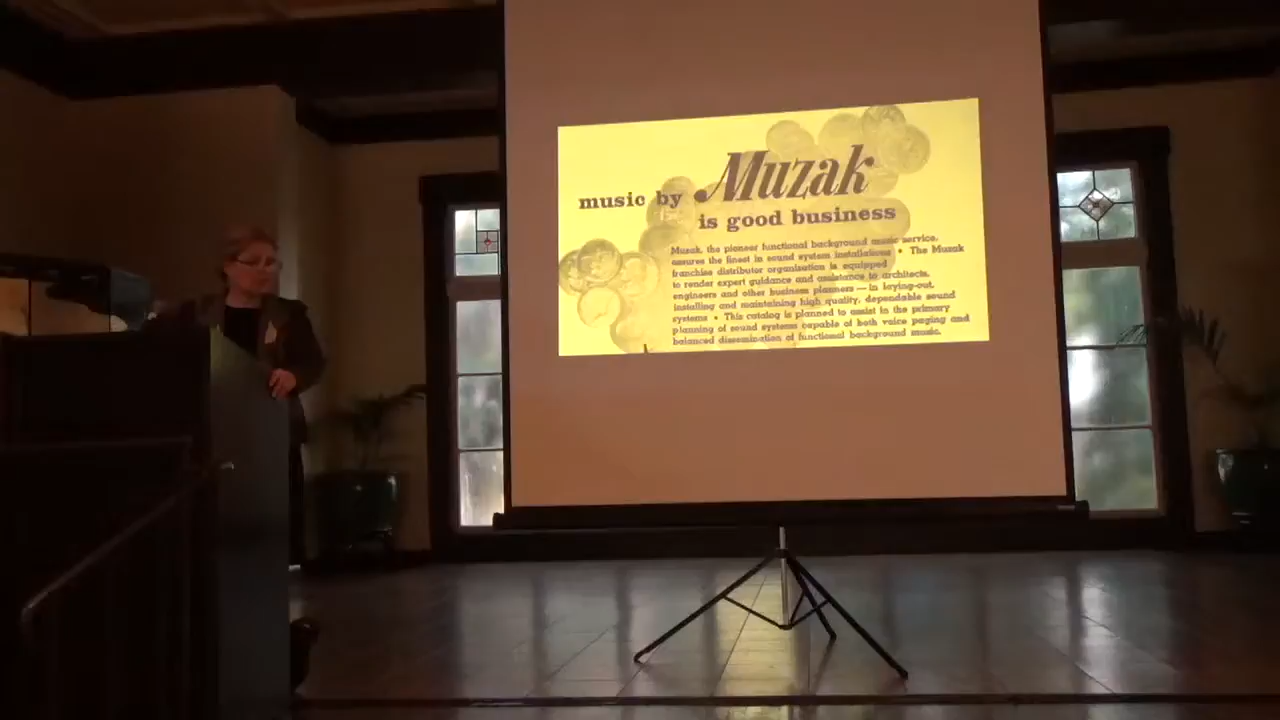 music by Muzak
is good business
Muzak, the pioneer functional background music service,
assures the finest in sound system installations • The Muzak
franchise distributor organization is equipped
to render expert guidance and assistance to architects,
engineers and other business planners — in laying-out,
installing and maintaining high quality, dependable sound
systems • This catalog is planned to assist in the primary
planning of sound systems capable of both voice paging and
balanced dissemination of functional background music.